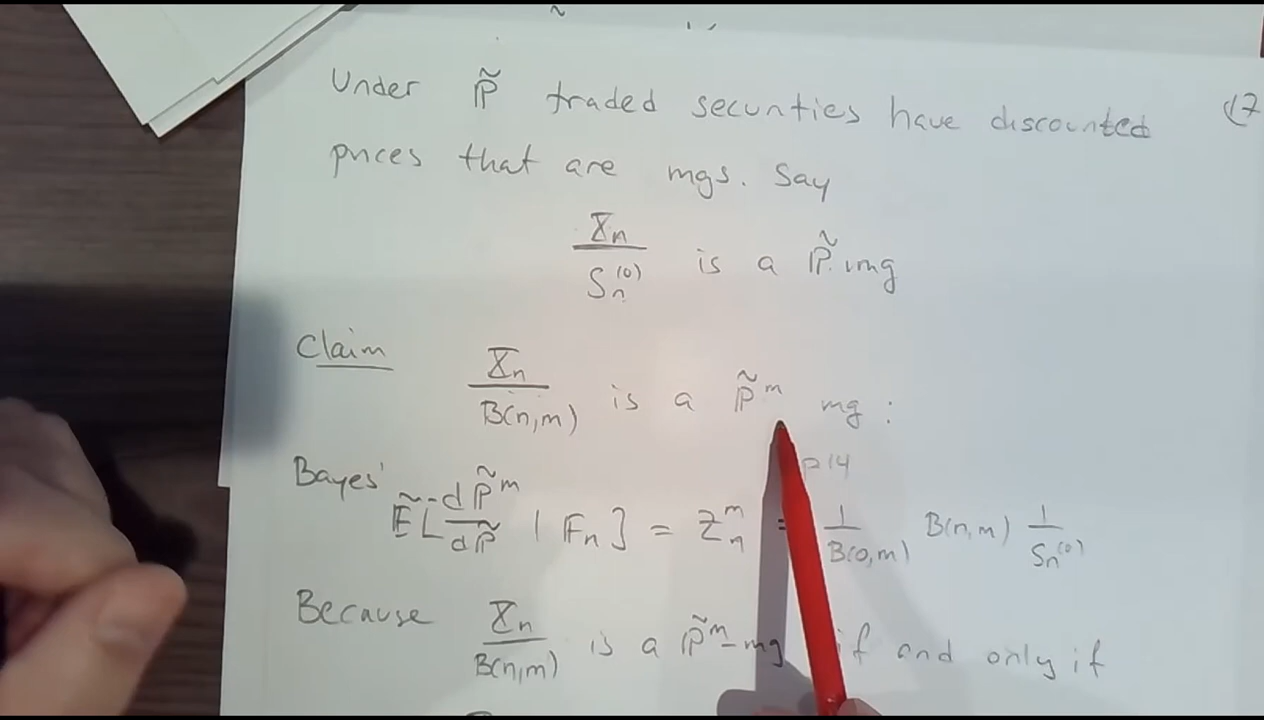 Under P̃ traded securities have discounted
prices that are mgs. Say
X_n / S_n^(0) is a P̃ mg
Claim X_n / B(n,m) is a P̃^m mg :
p14
Bayes' Ẽ[dP̃^m / dP̃ | F_n] = Z_n^m = 1 / B(0,m) B(n,m) 1 / S_n^(0)
Because X_n / B(n,m) is a P̃^m-mg if and only if